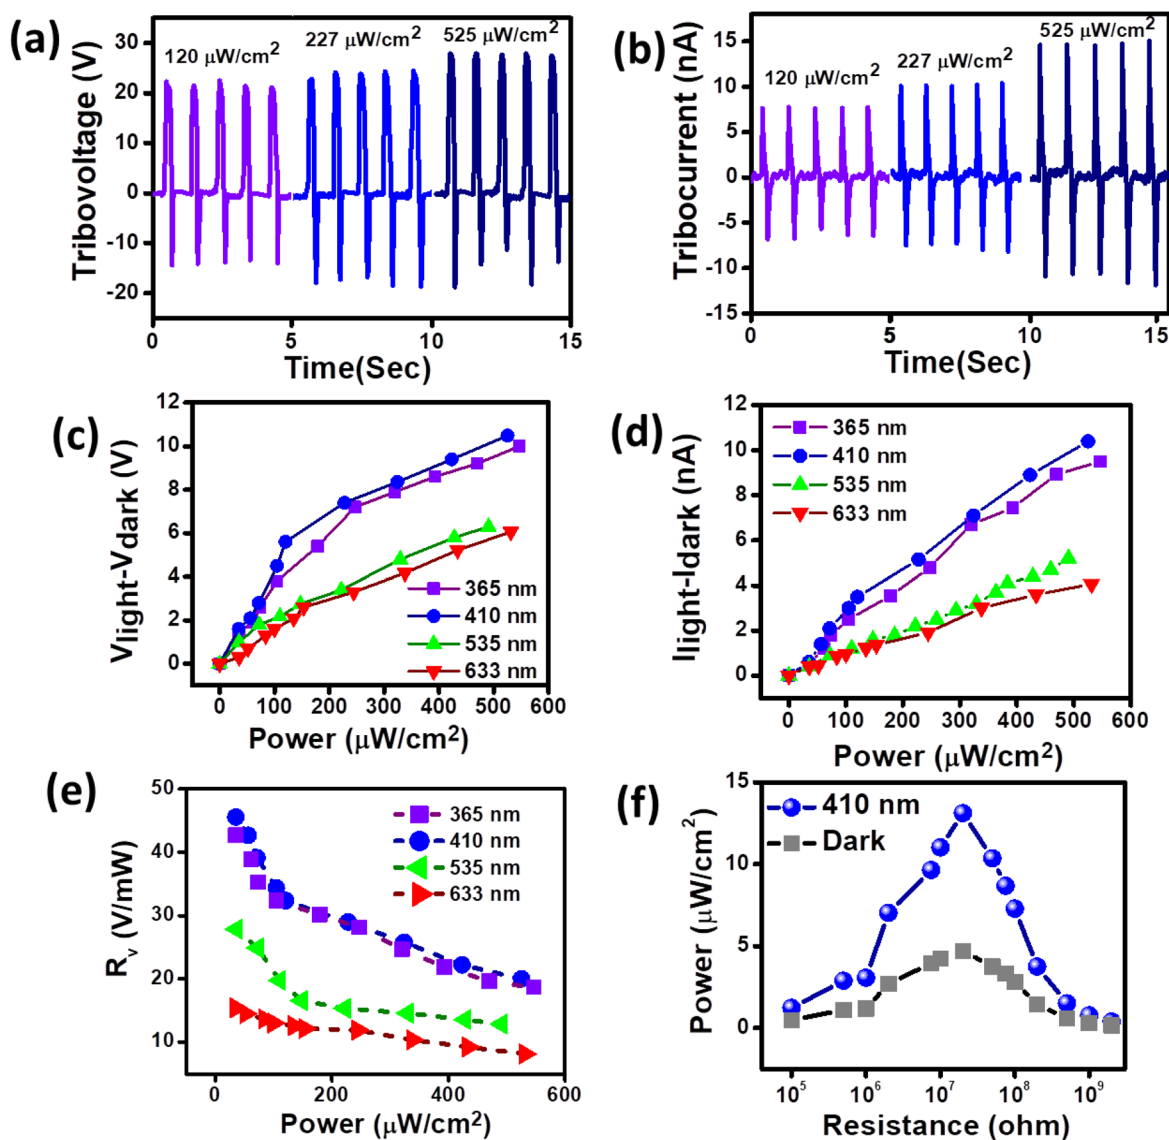 (a)
Tribovoltage (V)
30
20
10
0
-10
-20
120 μW/cm²
227 μW/cm²
525 μW/cm²
0
5
10
15
Time(Sec)
(b)
Tribocurrent (nA)
15
10
5
0
-5
-10
-15
120 μW/cm²
227 μW/cm²
525 μW/cm²
0
5
10
15
Time(Sec)
(c)
Vlight-Vdark (V)
12
10
8
6
4
2
0
365 nm
410 nm
535 nm
633 nm
0 100 200 300 400 500 600
Power (μW/cm²)
(d)
Ilight-Idark (nA)
12
10
8
6
4
2
0
365 nm
410 nm
535 nm
633 nm
0 100 200 300 400 500 600
Power (μW/cm²)
(e)
Rv (V/mW)
50
40
30
20
10
365 nm
410 nm
535 nm
633 nm
0 200 400 600
Power (μW/cm²)
(f)
Power (μW/cm²)
15
10
5
0
410 nm
Dark
10⁵ 10⁶ 10⁷ 10⁸ 10⁹
Resistance (ohm)